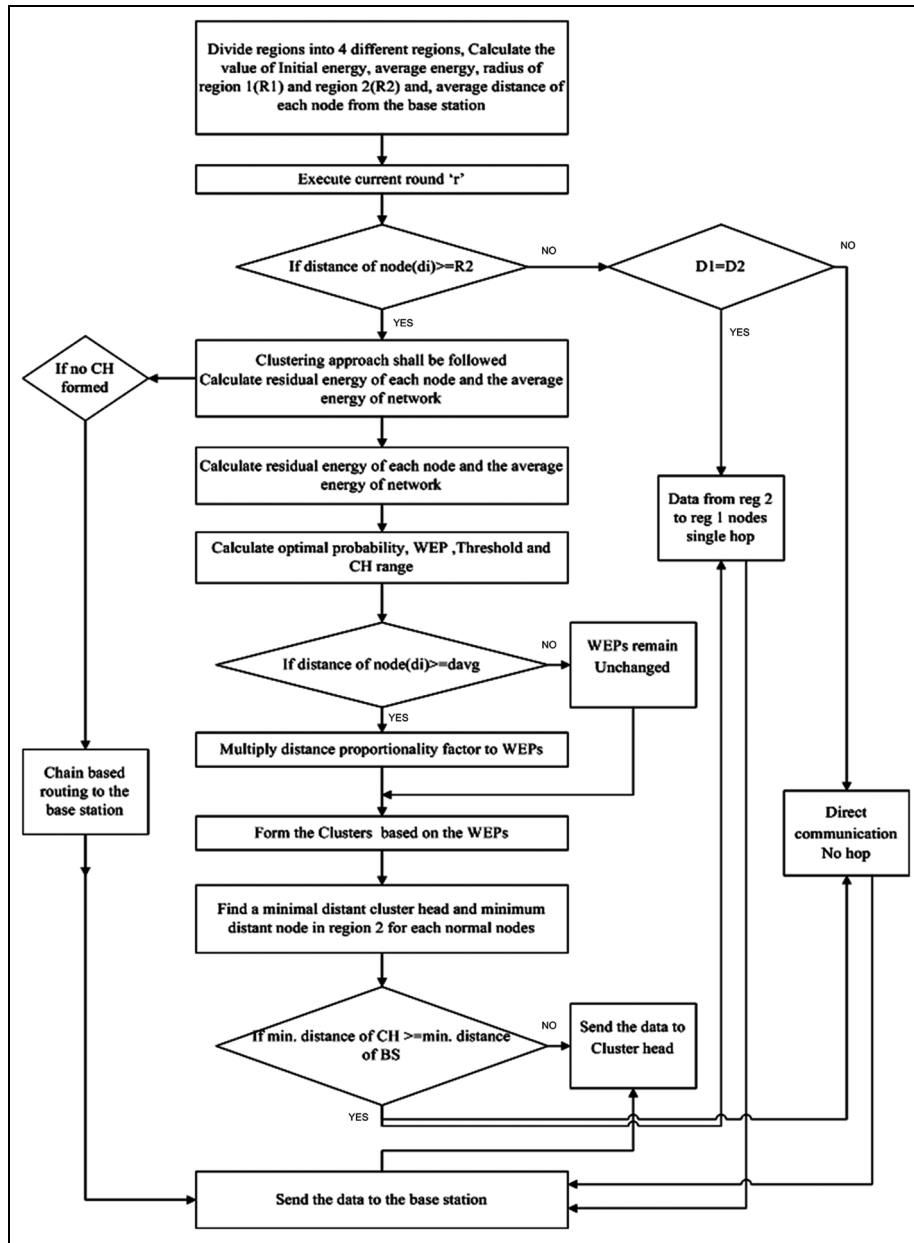 Divide regions into 4 different regions, Calculate the
value of Initial energy, average energy, radius of
region 1(R1) and region 2(R2) and, average distance of
each node from the base station
Execute current round ‘r’
If distance of node(di)>=R2
NO
D1=D2
NO
YES
YES
If no CH
formed
Clustering approach shall be followed
Calculate residual energy of each node and the average
energy of network
Calculate residual energy of each node and the average
energy of network
Data from reg 2
to reg 1 nodes
single hop
Calculate optimal probability, WEP ,Threshold and
CH range
If distance of node(di)>=davg
NO
WEPs remain
Unchanged
YES
Multiply distance proportionality factor to WEPs
Chain based
routing to the
base station
Form the Clusters based on the WEPs
Direct
communication
No hop
Find a minimal distant cluster head and minimum
distant node in region 2 for each normal nodes
If min. distance of CH >=min. distance
of BS
NO
Send the data to
Cluster head
YES
Send the data to the base station